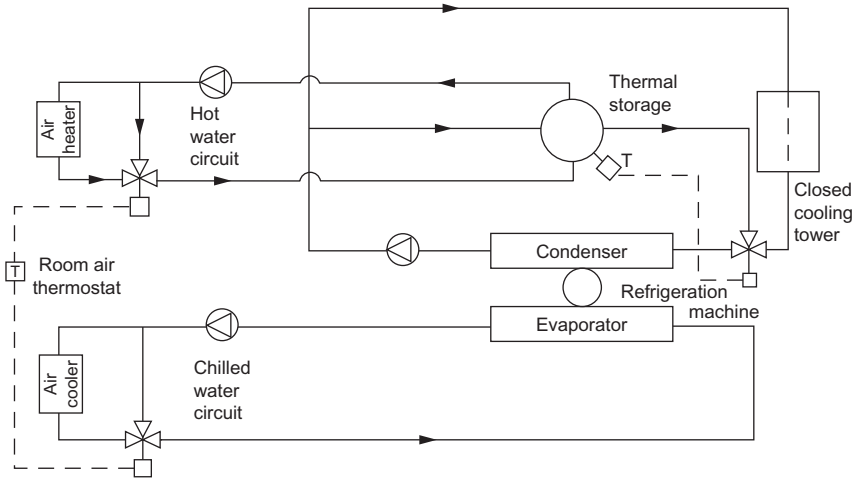 Air
heater
Hot
water
circuit
Thermal
storage
T
Closed
cooling
tower
Condenser
T
Room air
thermostat
Refrigeration
machine
Evaporator
Air
cooler
Chilled
water
circuit